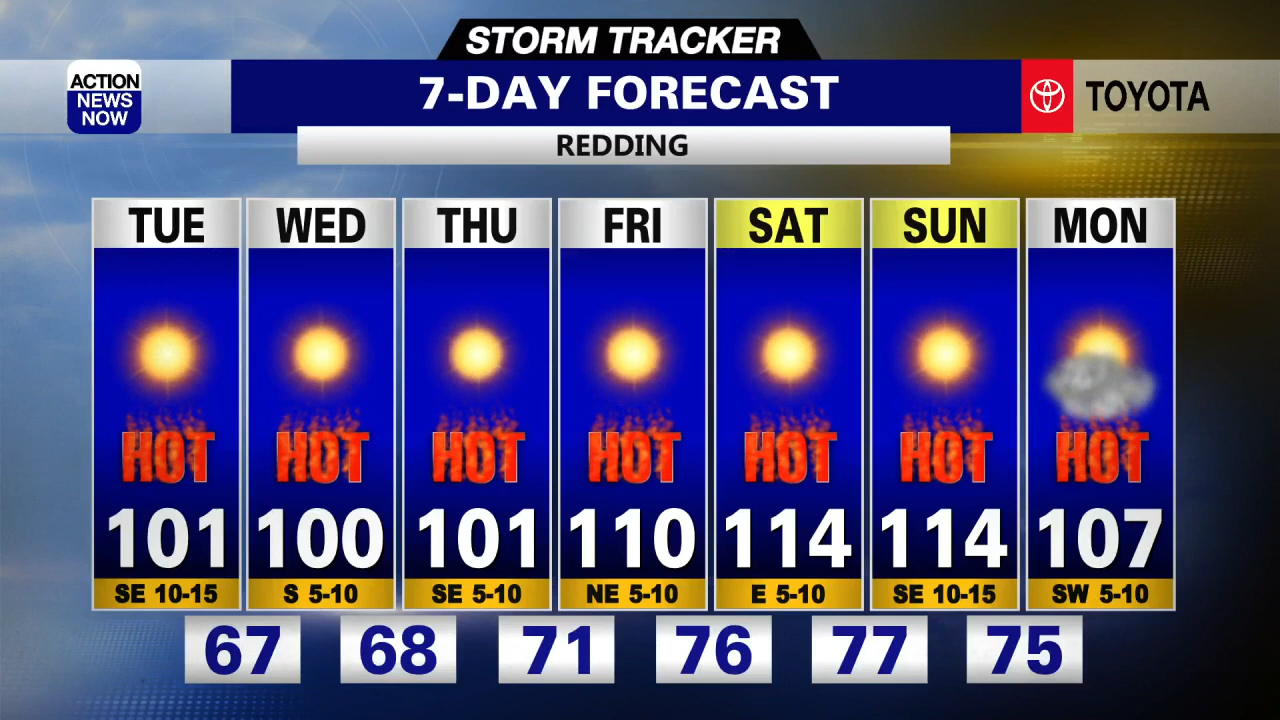 STORM TRACKER
ACTION
NEWS
NOW
7-DAY FORECAST
TOYOTA
REDDING
TUE WED THU FRI SAT SUN MON
HOT HOT HOT HOT HOT HOT HOT
101 100 101 110 114 114 107
SE 10-15 S 5-10 SE 5-10 NE 5-10 E 5-10 SE 10-15 SW 5-10
67 68 71 76 77 75